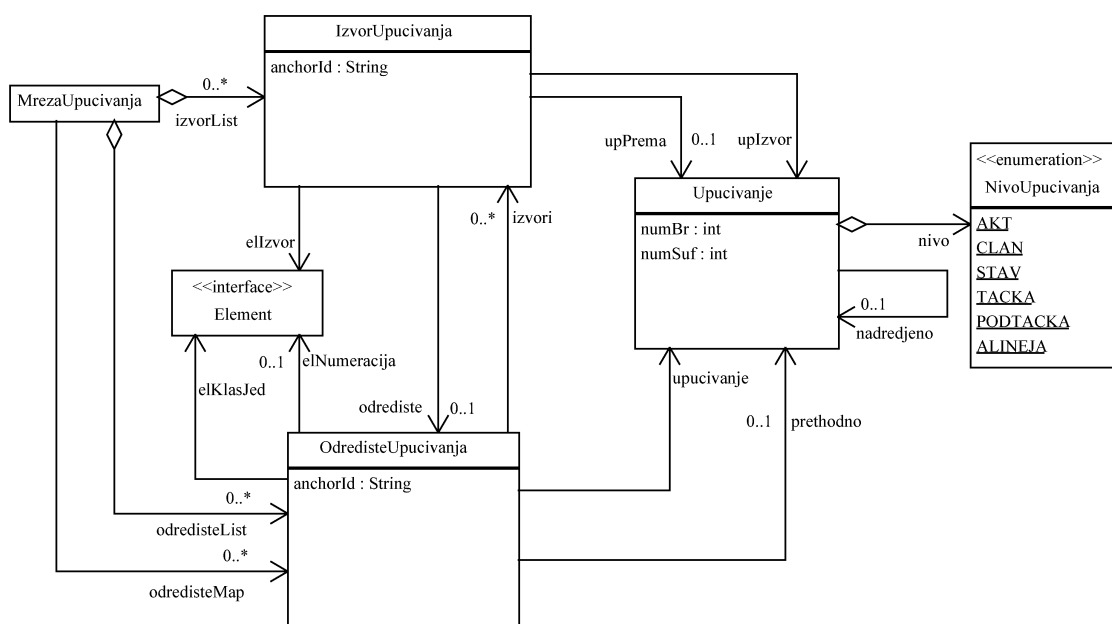 IzvorUpucivanja
anchorId : String
MrezaUpucivanja
0..*
izvorList
upPrema
0..1
upIzvor
<<enumeration>>
NivoUpucivanja
AKT
CLAN
STAV
TACKA
PODTACKA
ALINEJA
Upucivanje
numBr : int
numSuf : int
nivo
0..1
nadredjeno
0..*
izvori
elIzvor
<<interface>>
Element
0..1
elNumeracija
elKlasJed
odrediste
0..1
upucivanje
0..1
prethodno
OdredisteUpucivanja
anchorId : String
0..*
odredisteList
0..*
odredisteMap